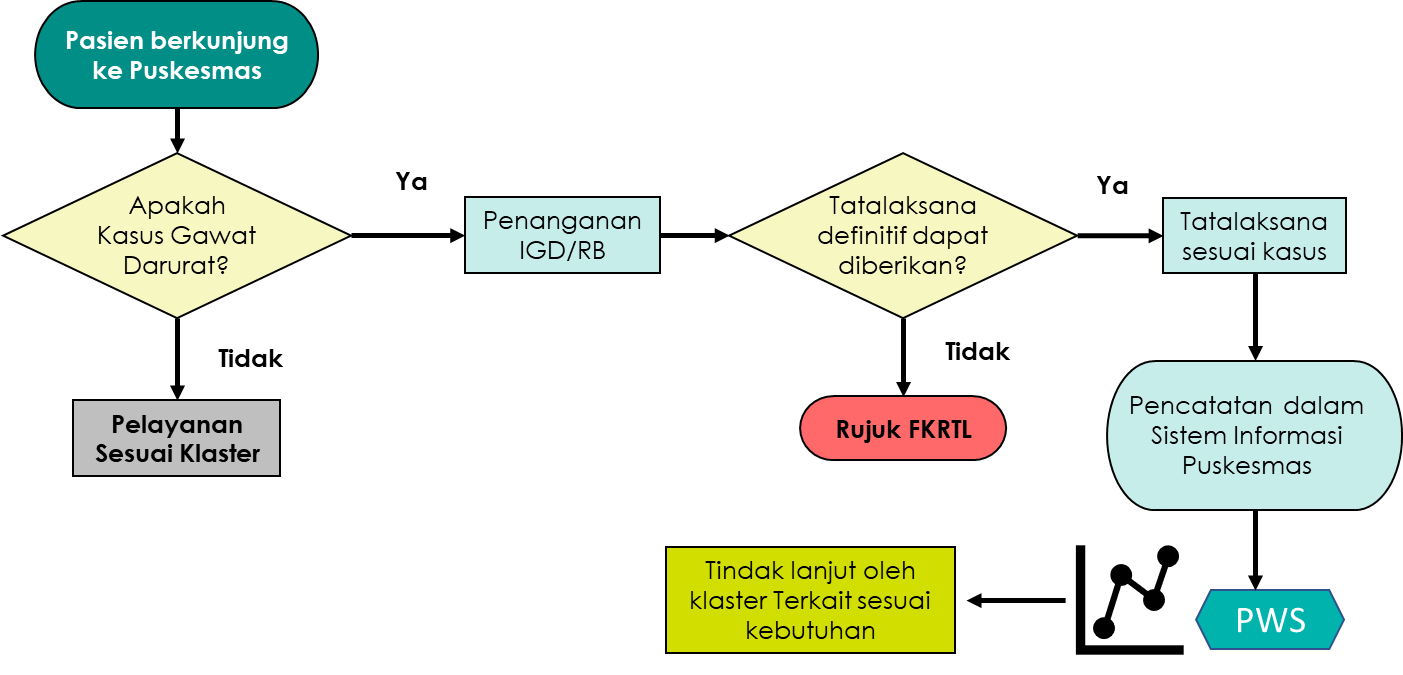 Pasien berkunjung
ke Puskesmas
Apakah
Kasus Gawat
Darurat?
Ya
Penanganan
IGD/RB
Tatalaksana
definitif dapat
diberikan?
Ya
Tatalaksana
sesuai kasus
Tidak
Pelayanan
Sesuai Klaster
Tidak
Rujuk FKRTL
Pencatatan dalam
Sistem Informasi
Puskesmas
Tindak lanjut oleh
klaster Terkait sesuai
kebutuhan
PWS